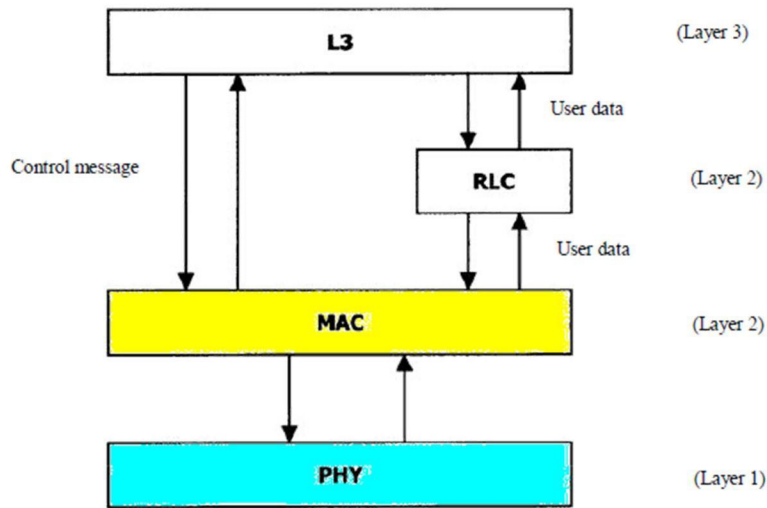 L3
(Layer 3)
User data
Control message
RLC
(Layer 2)
User data
MAC
(Layer 2)
PHY
(Layer 1)